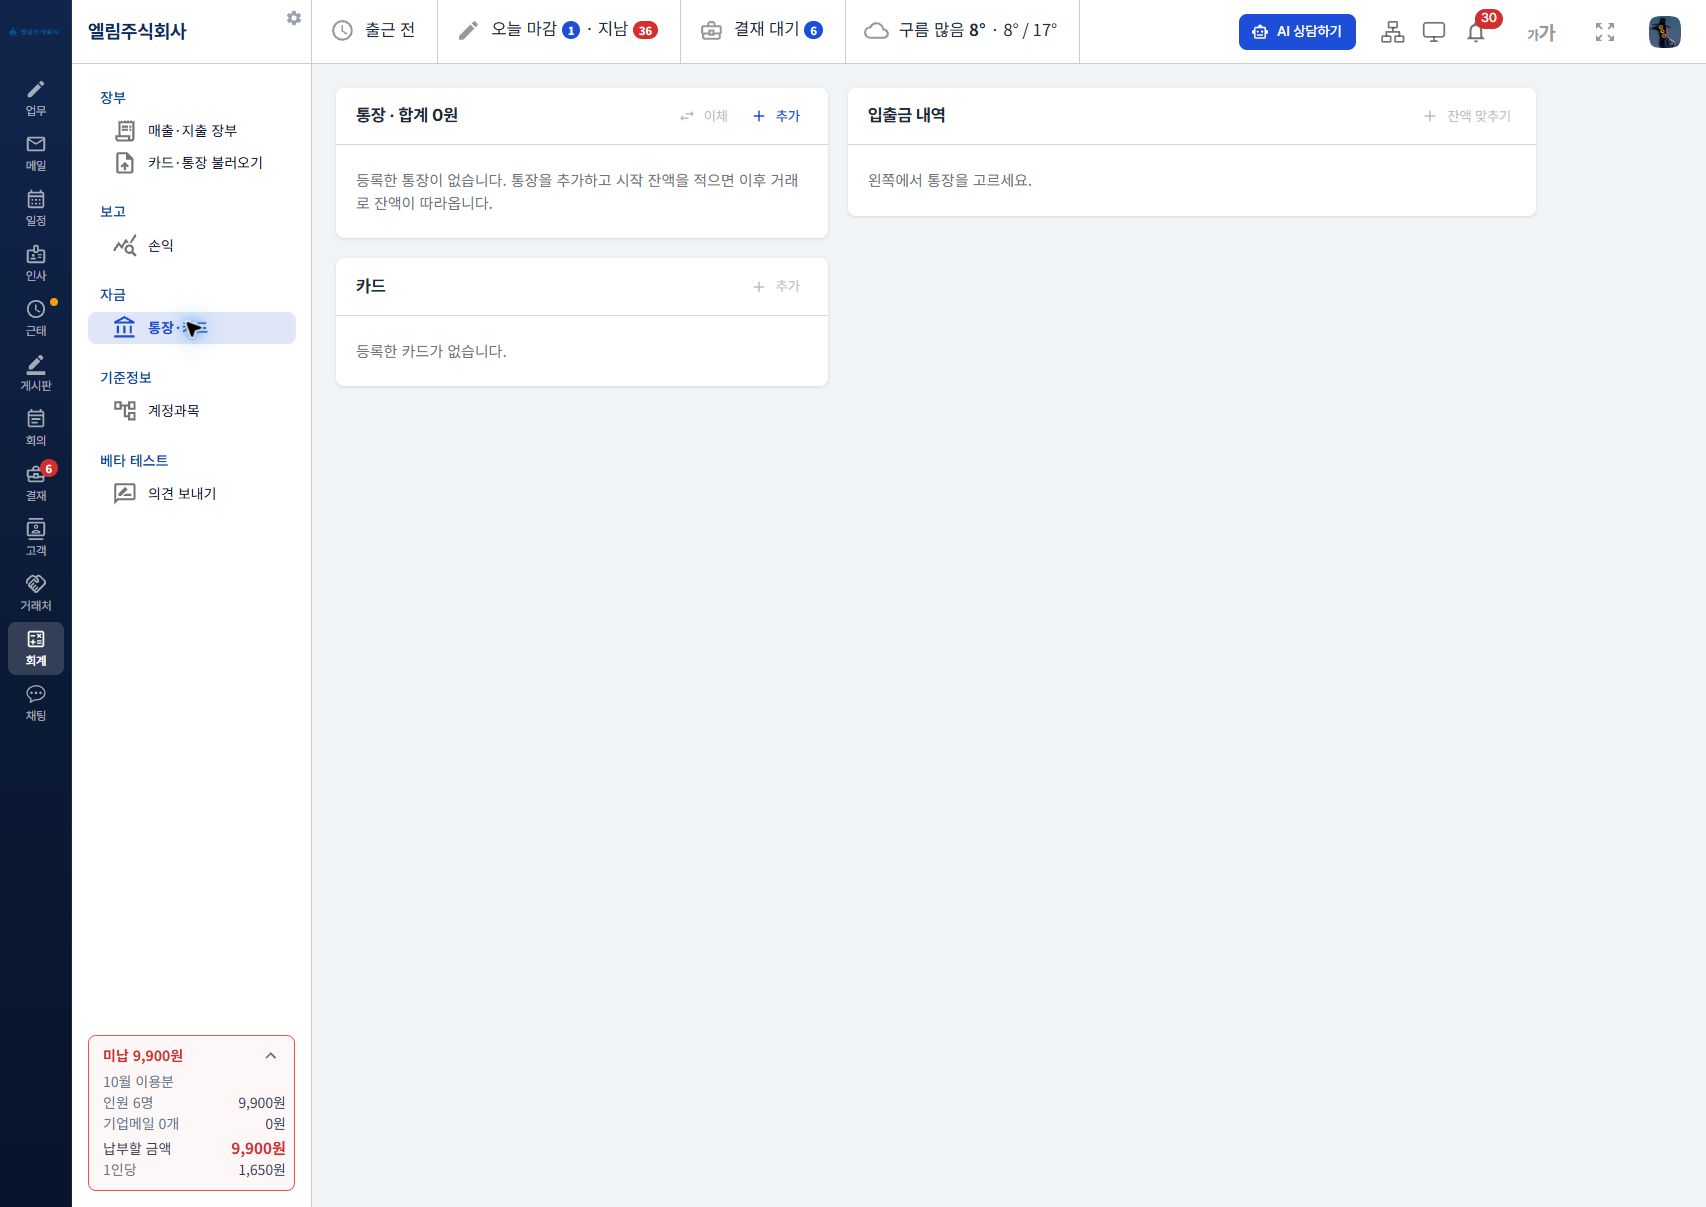 엘림주식회사
업무
메일
일정
인사
근태
게시판
회의
6
결재
고객
거래처
회계
채팅
엘림주식회사
장부
매출·지출 장부
카드·통장 불러오기
보고
손익
자금
통장·
기준정보
계정과목
베타 테스트
의견 보내기
미납 9,900원
10월 이용분
인원 6명 9,900원
기업메일 0개 0원
납부할 금액 9,900원
1인당 1,650원
출근 전
오늘 마감 1 · 지남 36
결재 대기 6
구름 많음 8° · 8° / 17°
AI 상담하기
30
가가
통장 · 합계 0원
이체
추가
등록한 통장이 없습니다. 통장을 추가하고 시작 잔액을 적으면 이후 거래
로 잔액이 따라옵니다.
카드
추가
등록한 카드가 없습니다.
입출금 내역
잔액 맞추기
왼쪽에서 통장을 고르세요.